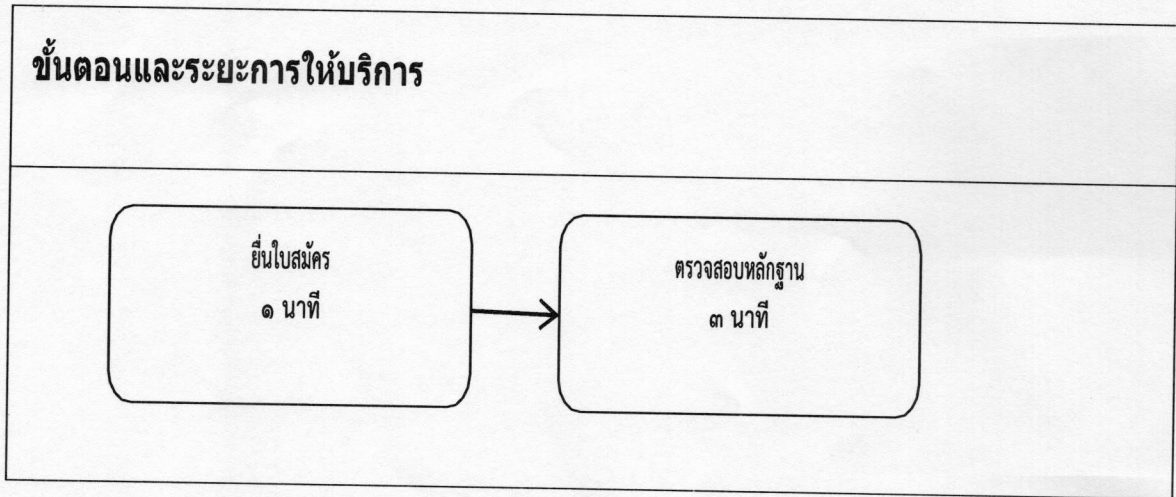 ขั้นตอนและระยะการให้บริการ
ยื่นใบสมัคร
๑ นาที
ตรวจสอบหลักฐาน
๓ นาที